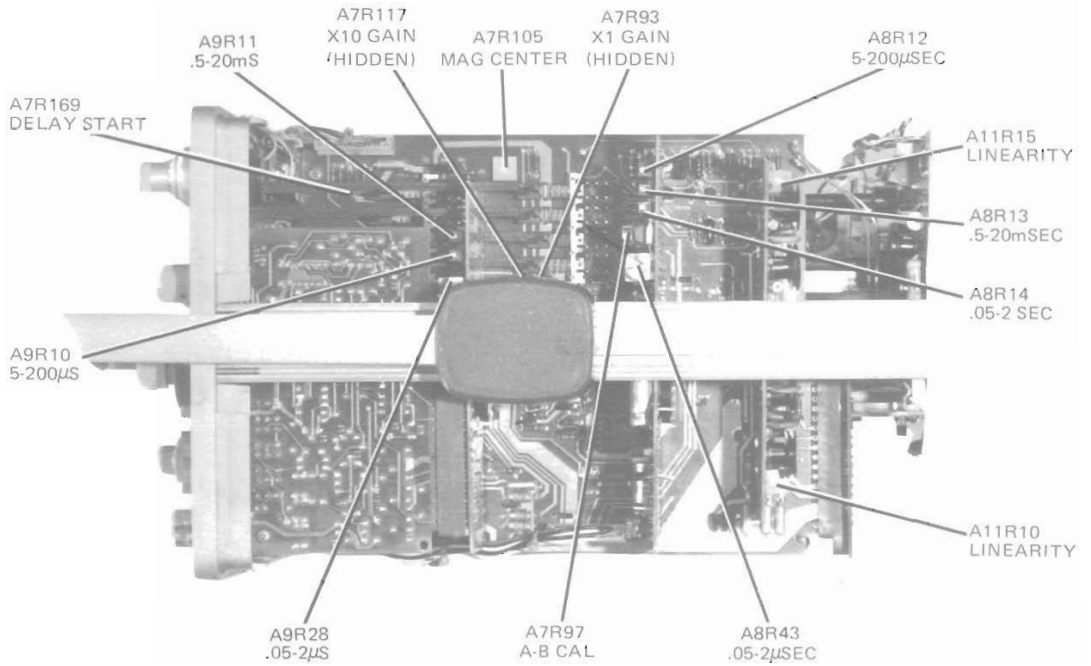 A7R117
X10 GAIN
(HIDDEN)
A7R93
X1 GAIN
(HIDDEN)
A9R11
.5-20mS
A7R105
MAG CENTER
A8R12
5-200µSEC
A7R169
DELAY START
A11R15
LINEARITY
A8R13
.5-20mSEC
A8R14
.05-2 SEC
A9R10
5-200µS
A11R10
LINEARITY
A9R28
.05-2µS
A7R97
A-B CAL
A8R43
.05-2µSEC